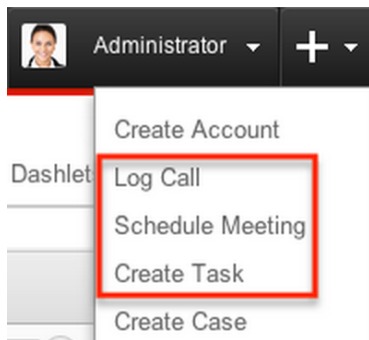 Administrator
Create Account
Dashlet
Log Call
Schedule Meeting
Create Task
Create Case